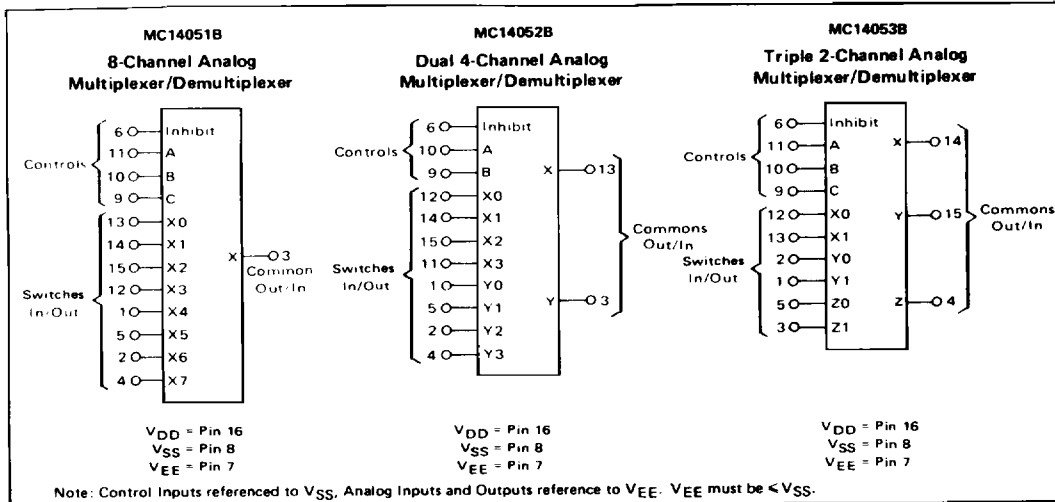 MC14051B
8-Channel Analog
Multiplexer/Demultiplexer
Controls
6 Inhibit
11 A
10 B
9 C
Switches
In/Out
13 X0
14 X1
15 X2
12 X3
1 X4
5 X5
2 X6
4 X7
X 3
Common
Out/In
VDD = Pin 16
VSS = Pin 8
VEE = Pin 7
MC14052B
Dual 4-Channel Analog
Multiplexer/Demultiplexer
Controls
6 Inhibit
10 A
9 B
Switches
In/Out
12 X0
14 X1
15 X2
11 X3
1 Y0
5 Y1
2 Y2
4 Y3
X 13
Y 3
Commons
Out/In
VDD = Pin 16
VSS = Pin 8
VEE = Pin 7
MC14053B
Triple 2-Channel Analog
Multiplexer/Demultiplexer
Controls
6 Inhibit
11 A
10 B
9 C
Switches
In/Out
12 X0
13 X1
2 Y0
1 Y1
5 Z0
3 Z1
X 14
Y 15
Z 4
Commons
Out/In
VDD = Pin 16
VSS = Pin 8
VEE = Pin 7
Note: Control Inputs referenced to VSS, Analog Inputs and Outputs reference to VEE. VEE must be ⩽ VSS.